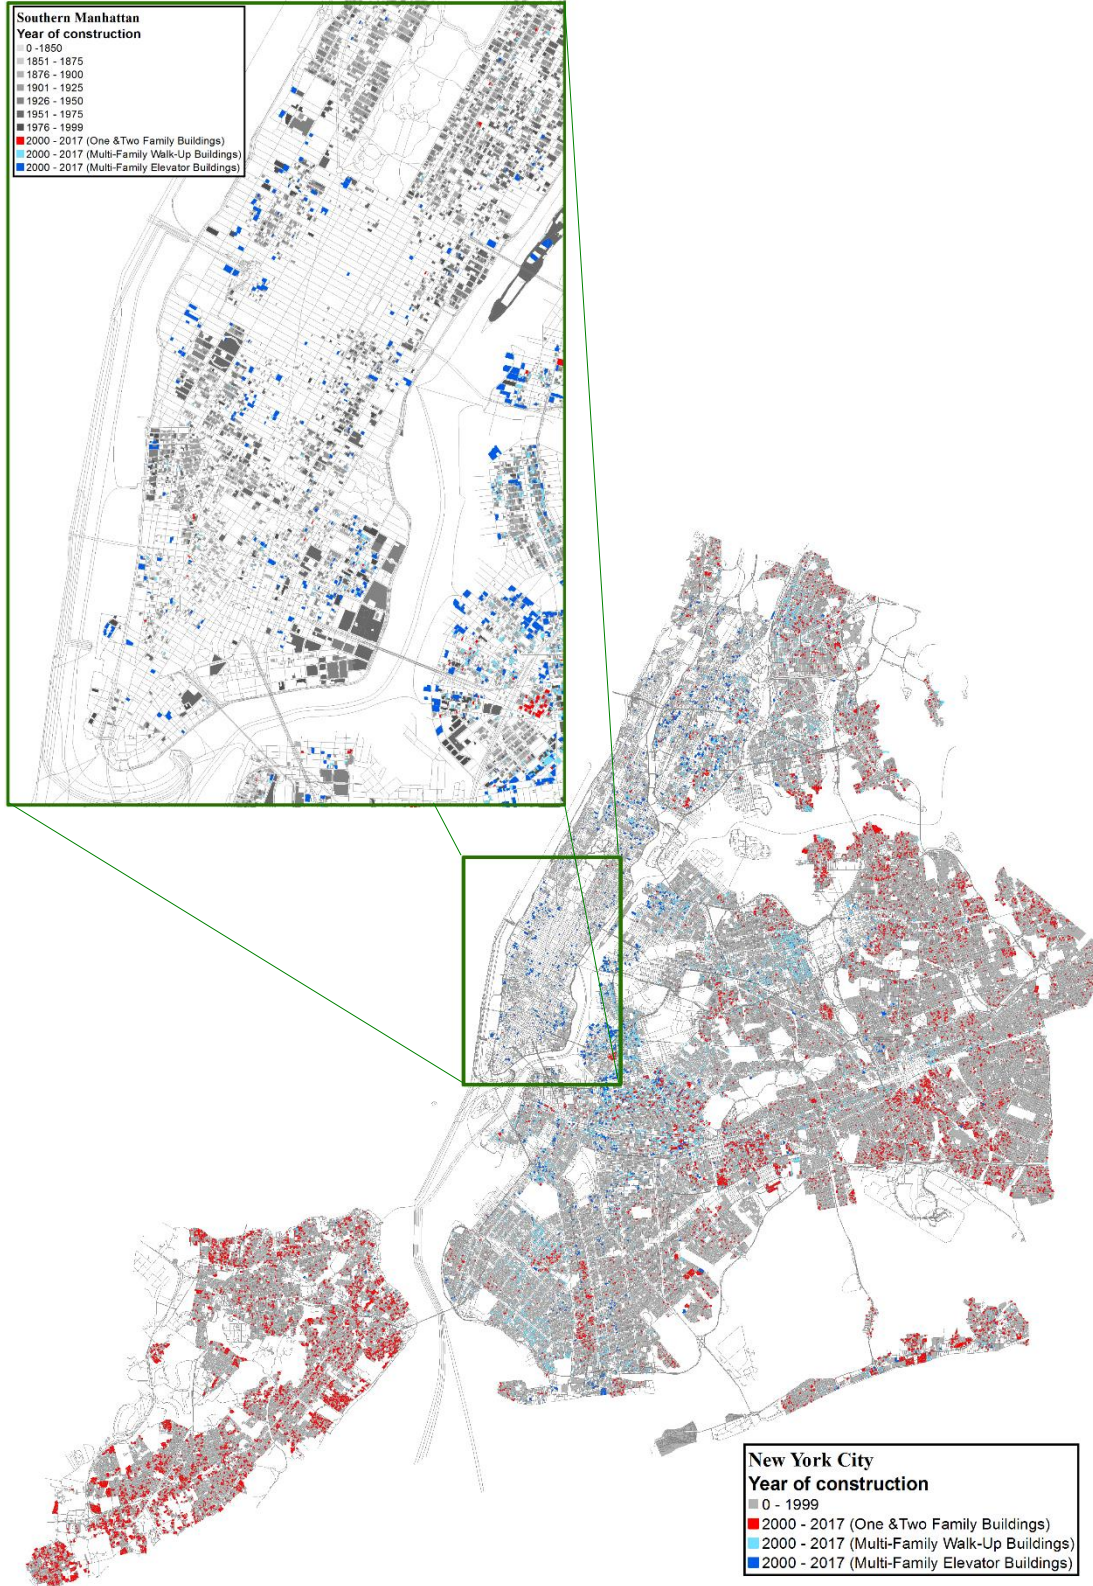 Southern Manhattan
Year of construction
0 -1850
1851 - 1875
1876 - 1900
1901 - 1925
1926 - 1950
1951 - 1975
1976 - 1999
2000 - 2017 (One &Two Family Buildings)
2000 - 2017 (Multi-Family Walk-Up Buildings)
2000 - 2017 (Multi-Family Elevator Buildings)
New York City
Year of construction
0 - 1999
2000 - 2017 (One &Two Family Buildings)
2000 - 2017 (Multi-Family Walk-Up Buildings)
2000 - 2017 (Multi-Family Elevator Buildings)